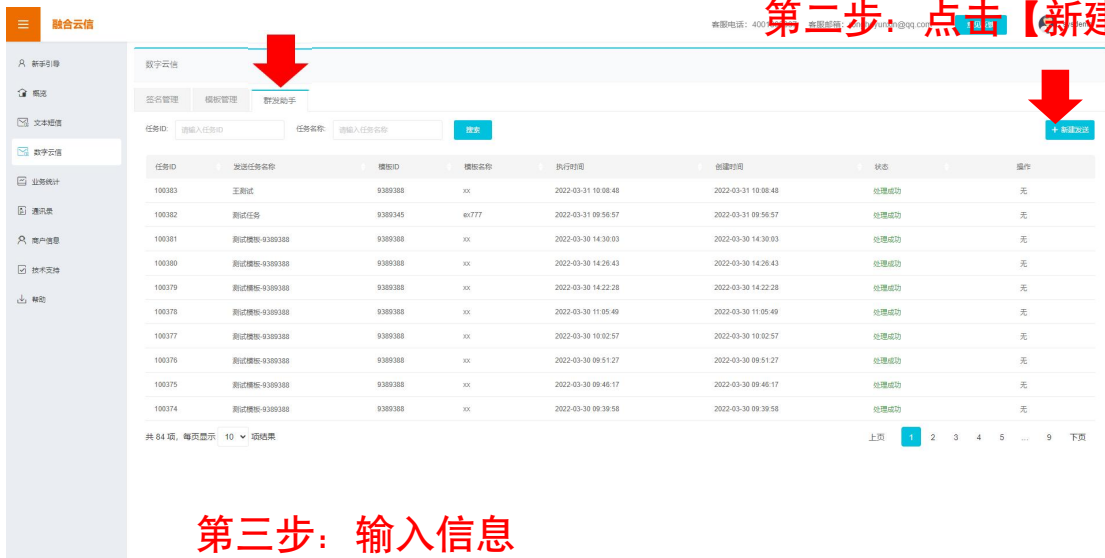 融合云信
第二步：点击【新建
客服电话：400
客服邮箱：
新手引导
概览
文本短信
数字云信
业务统计
通讯录
商户信息
技术支持
帮助
数字云信
签名管理 模板管理 群发助手
任务ID: 请输入任务ID 任务名称: 请输入任务名称 搜索 + 新建发送
任务ID 发送任务名称 模板ID 模板名称 执行时间 创建时间 状态 操作
100383 王测试 9389388 xx 2022-03-31 10:08:48 2022-03-31 10:08:48 处理成功 无
100382 测试任务 9389345 ex777 2022-03-31 09:56:57 2022-03-31 09:56:57 处理成功 无
100381 测试模板-9389388 9389388 xx 2022-03-30 14:30:03 2022-03-30 14:30:03 处理成功 无
100380 测试模板-9389388 9389388 xx 2022-03-30 14:26:43 2022-03-30 14:26:43 处理成功 无
100379 测试模板-9389388 9389388 xx 2022-03-30 14:22:28 2022-03-30 14:22:28 处理成功 无
100378 测试模板-9389388 9389388 xx 2022-03-30 11:05:49 2022-03-30 11:05:49 处理成功 无
100377 测试模板-9389388 9389388 xx 2022-03-30 10:02:57 2022-03-30 10:02:57 处理成功 无
100376 测试模板-9389388 9389388 xx 2022-03-30 09:51:27 2022-03-30 09:51:27 处理成功 无
100375 测试模板-9389388 9389388 xx 2022-03-30 09:46:17 2022-03-30 09:46:17 处理成功 无
100374 测试模板-9389388 9389388 xx 2022-03-30 09:39:58 2022-03-30 09:39:58 处理成功 无
共 84 项，每页显示 10 项结果 上页 1 2 3 4 5 ... 9 下页
第三步：输入信息